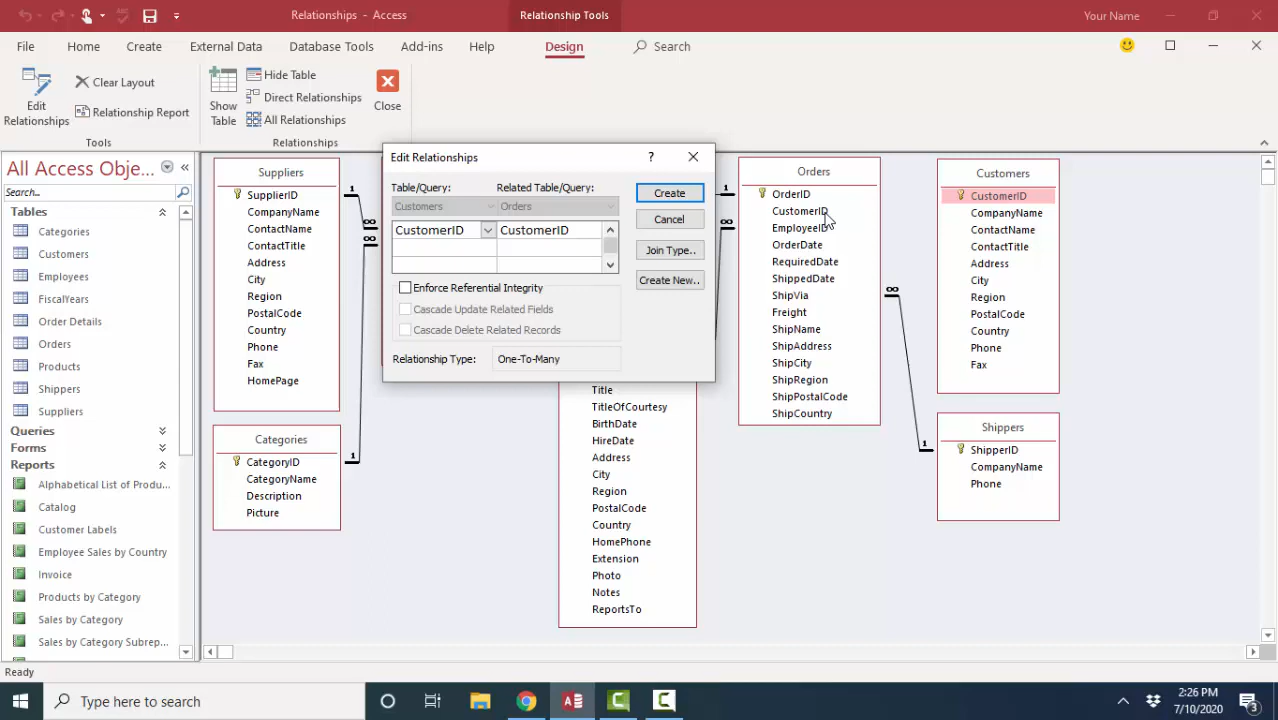 Relationships - Access
Relationship Tools
Your Name
File
Home
Create
External Data
Database Tools
Add-ins
Help
Design
Search
Edit Relationships
Clear Layout
Relationship Report
Tools
Show Table
Hide Table
Direct Relationships
All Relationships
Relationships
Close
All Access Obje...
Search...
Tables
Categories
Customers
Employees
FiscalYears
Order Details
Orders
Products
Shippers
Suppliers
Queries
Forms
Reports
Alphabetical List of Produ...
Catalog
Customer Labels
Employee Sales by Country
Invoice
Products by Category
Sales by Category
Sales by Category Subrep...
Suppliers
SupplierID
CompanyName
ContactName
ContactTitle
Address
City
Region
PostalCode
Country
Phone
Fax
HomePage
1
∞
∞
Categories
CategoryID
CategoryName
Description
Picture
1
Edit Relationships
?
Table/Query:
Related Table/Query:
Customers
Orders
CustomerID
CustomerID
Enforce Referential Integrity
Cascade Update Related Fields
Cascade Delete Related Records
Relationship Type:
One-To-Many
Create
Cancel
Join Type..
Create New..
Title
TitleOfCourtesy
BirthDate
HireDate
Address
City
Region
PostalCode
Country
HomePhone
Extension
Photo
Notes
ReportsTo
1
∞
Orders
OrderID
CustomerID
EmployeeID
OrderDate
RequiredDate
ShippedDate
ShipVia
Freight
ShipName
ShipAddress
ShipCity
ShipRegion
ShipPostalCode
ShipCountry
∞
1
Customers
CustomerID
CompanyName
ContactName
ContactTitle
Address
City
Region
PostalCode
Country
Phone
Fax
Shippers
ShipperID
CompanyName
Phone
Ready
Type here to search
2:26 PM
7/10/2020
3